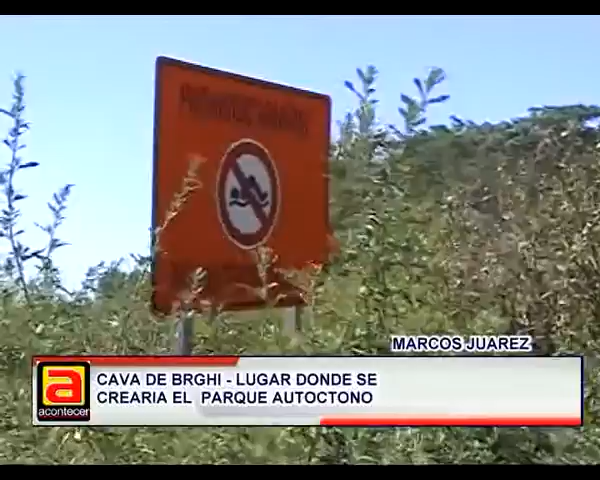 MARCOS JUAREZ
CAVA DE BRGHI - LUGAR DONDE SE
CREARIA EL PARQUE AUTOCTONO
a
acontecer